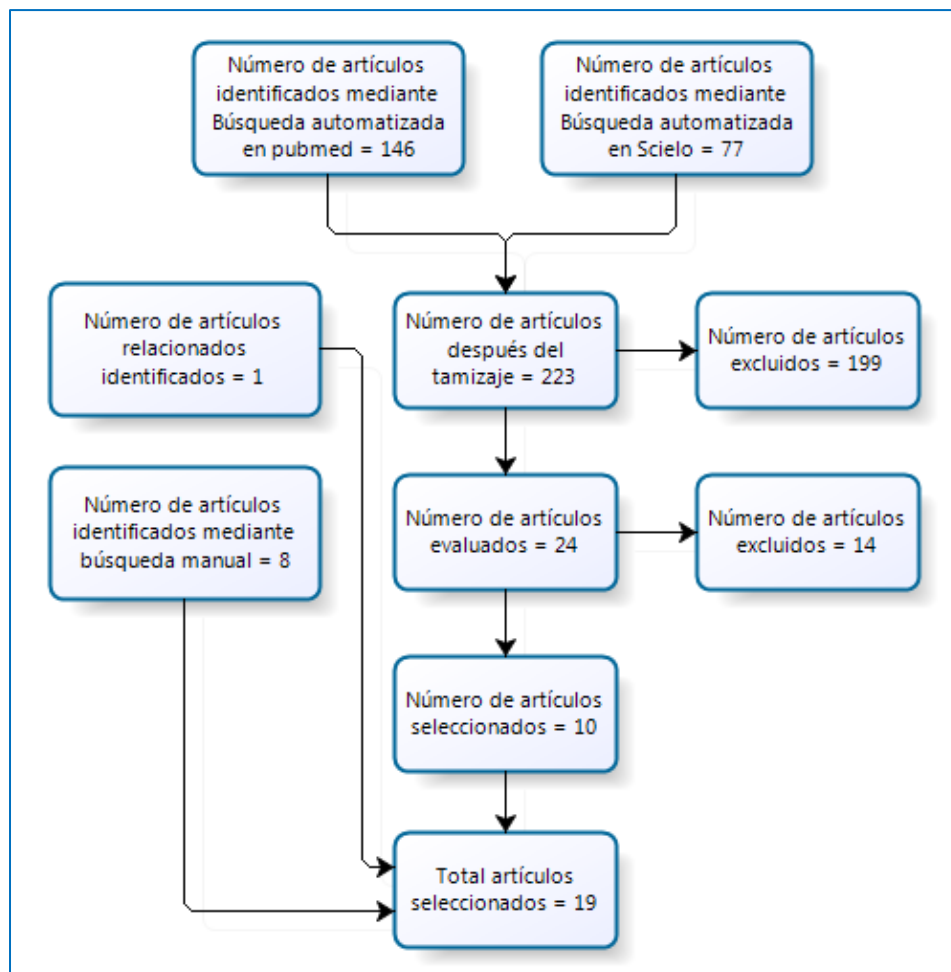 Número de artículos
identificados mediante
Búsqueda automatizada
en pubmed = 146
Número de artículos
identificados mediante
Búsqueda automatizada
en Scielo = 77
Número de artículos
relacionados
identificados = 1
Número de artículos
después del
tamizaje = 223
Número de artículos
excluidos = 199
Número de artículos
identificados mediante
búsqueda manual = 8
Número de artículos
evaluados = 24
Número de artículos
excluidos = 14
Número de artículos
seleccionados = 10
Total artículos
seleccionados = 19